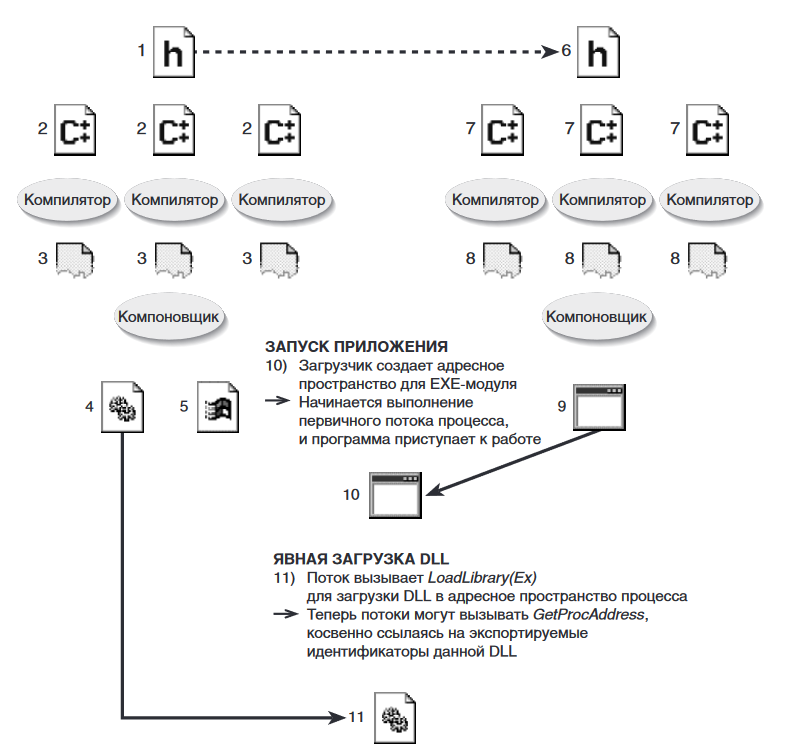 1 h 6 h
2 C++ 2 C++ 2 C++ 7 C++ 7 C++ 7 C++
Компилятор Компилятор Компилятор Компилятор Компилятор Компилятор
3 3 3 8 8 8
Компоновщик Компоновщик
ЗАПУСК ПРИЛОЖЕНИЯ
10) Загрузчик создает адресное
пространство для EXE-модуля
Начинается выполнение
первичного потока процесса,
и программа приступает к работе
4 5 9
10
ЯВНАЯ ЗАГРУЗКА DLL
11) Поток вызывает LoadLibrary(Ex)
для загрузки DLL в адресное пространство процесса
Теперь потоки могут вызывать GetProcAddress,
косвенно ссылаясь на экспортируемые
идентификаторы данной DLL
11